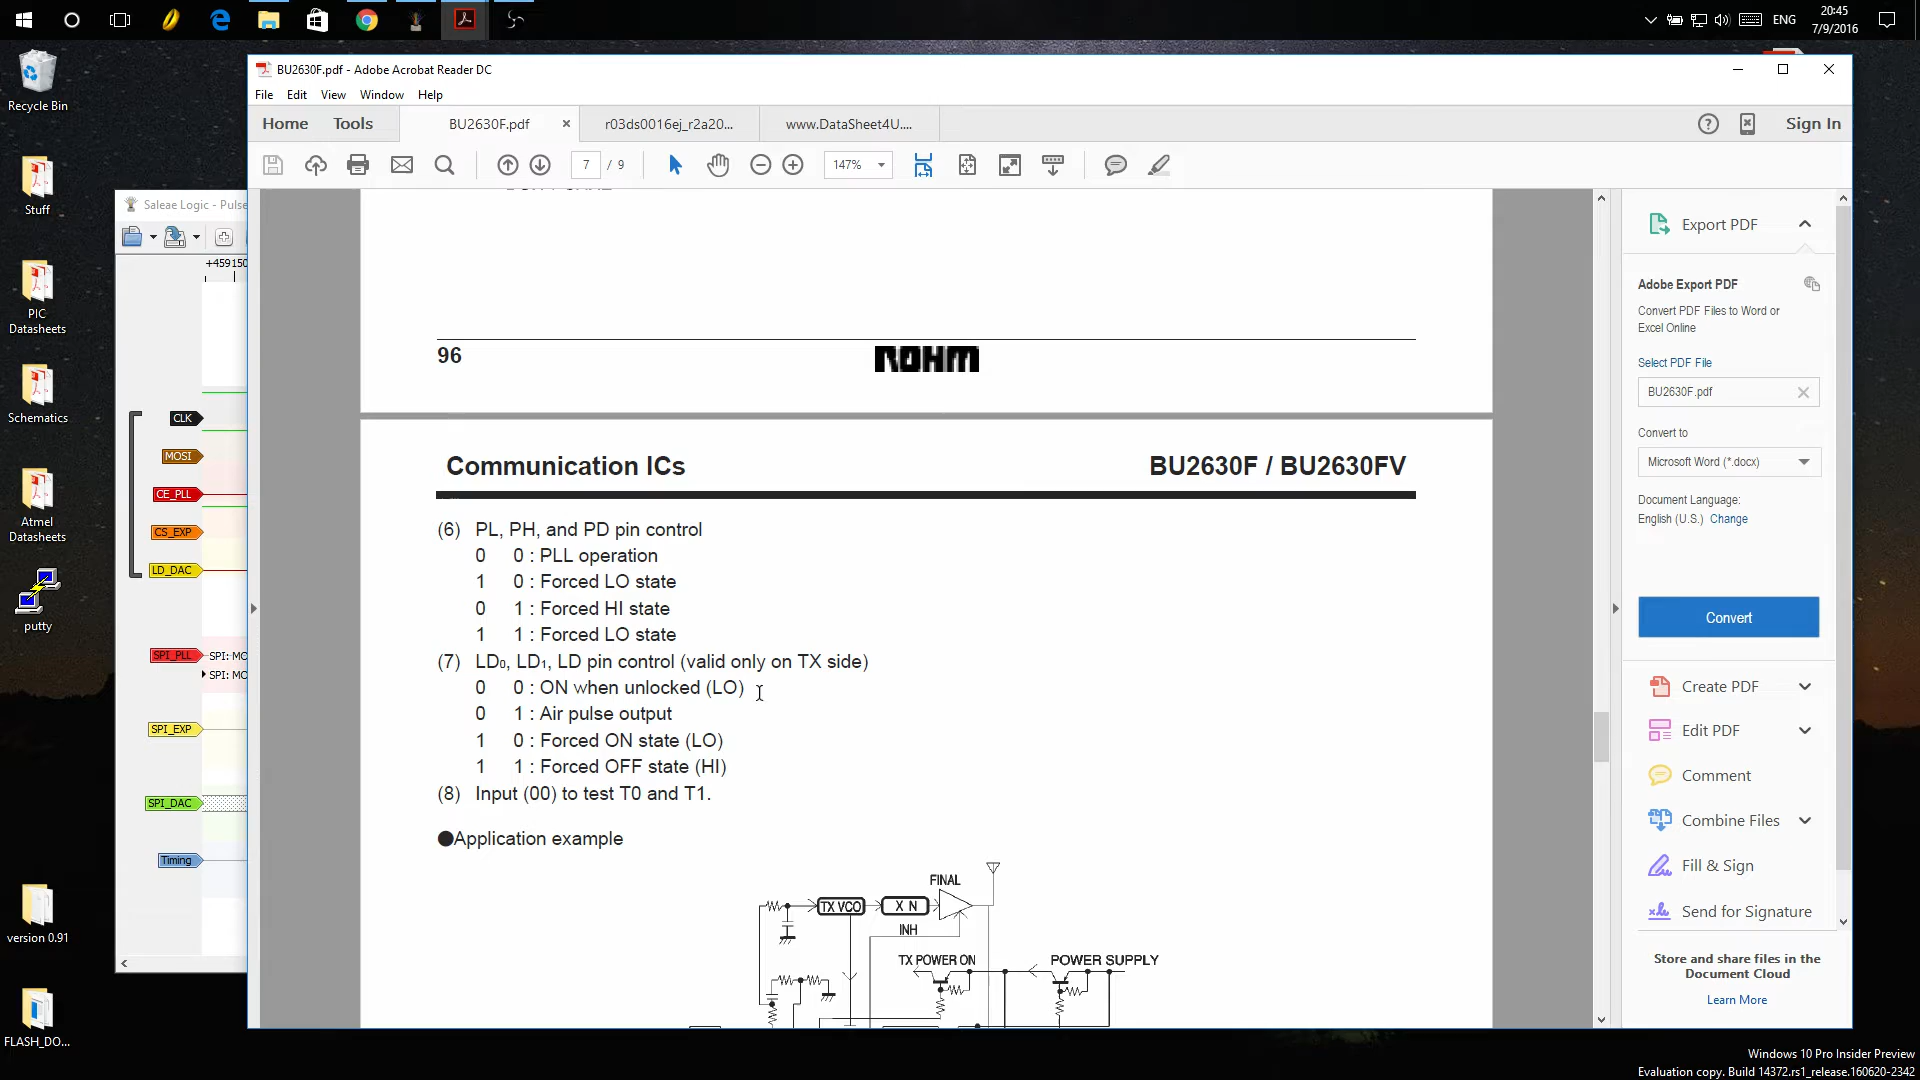 ENG
20:45
7/9/2016
Recycle Bin
Stuff
PIC
Datasheets
Schematics
Atmel
Datasheets
putty
version 0.91
FLASH_DO...
Saleae Logic - Pulse
+459150
CLK
MOSI
CE_PLL
CS_EXP
LD_DAC
SPI_PLL
SPI: MO
SPI: MO
SPI_EXP
SPI_DAC
Timing
BU2630F.pdf - Adobe Acrobat Reader DC
File Edit View Window Help
Home Tools BU2630F.pdf × r03ds0016ej_r2a20... www.DataSheet4U.... Sign In
7 / 9 147%
96
ROHM
Communication ICs BU2630F / BU2630FV
(6) PL, PH, and PD pin control
0 0 : PLL operation
1 0 : Forced LO state
0 1 : Forced HI state
1 1 : Forced LO state
(7) LD0, LD1, LD pin control (valid only on TX side)
0 0 : ON when unlocked (LO)
0 1 : Air pulse output
1 0 : Forced ON state (LO)
1 1 : Forced OFF state (HI)
(8) Input (00) to test T0 and T1.
●Application example
FINAL
TX VCO
X N
INH
TX POWER ON
POWER SUPPLY
Export PDF
Adobe Export PDF
Convert PDF Files to Word or
Excel Online
Select PDF File
BU2630F.pdf
Convert to
Microsoft Word (*.docx)
Document Language:
English (U.S.) Change
Convert
Create PDF
Edit PDF
Comment
Combine Files
Fill & Sign
Send for Signature
Store and share files in the
Document Cloud
Learn More
Windows 10 Pro Insider Preview
Evaluation copy. Build 14372.rs1_release.160620-2342